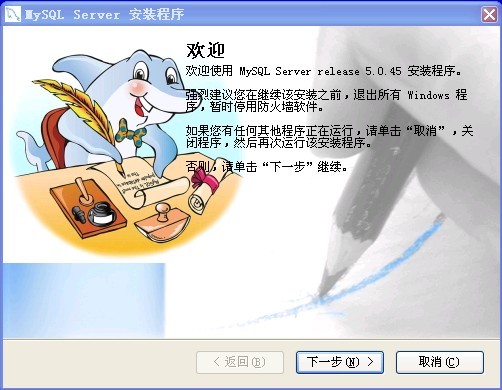 MySQL Server 安装程序
欢迎
欢迎使用 MySQL Server release 5.0.45 安装程序。
强烈建议您在继续该安装之前，退出所有 Windows 程
序，暂时停用防火墙软件。
如果您有任何其他程序正在运行，请单击“取消”，关
闭程序，然后再次运行该安装程序。
否则，请单击“下一步”继续。
< 返回(B)
下一步(N) >
取消(C)